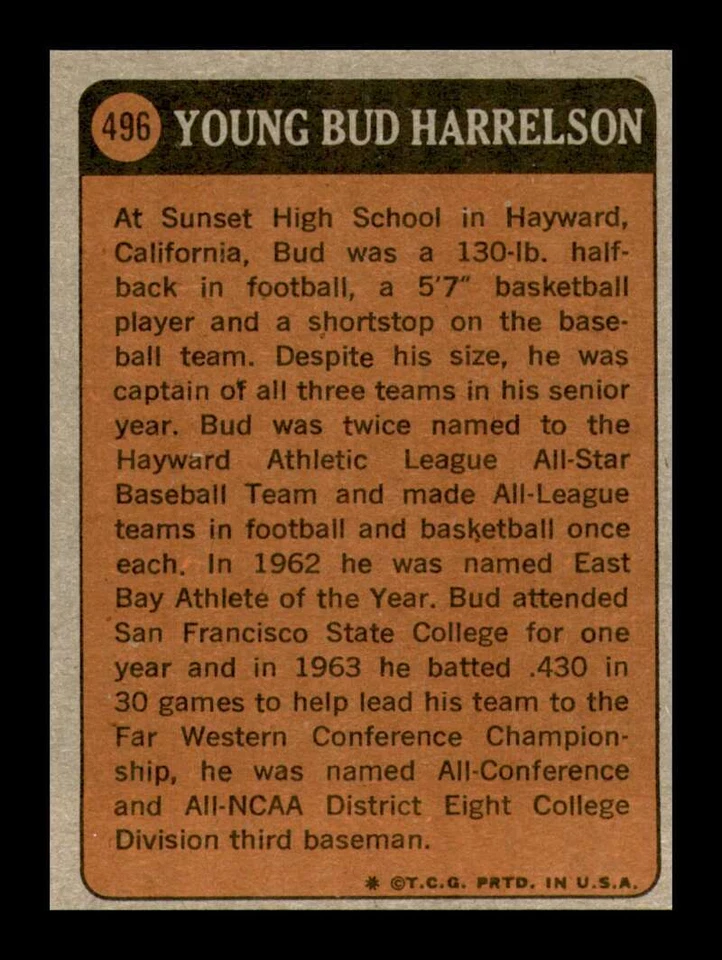 496 YOUNG BUD HARRELSON
At Sunset High School in Hayward,
California, Bud was a 130-lb. half-
back in football, a 5'7" basketball
player and a shortstop on the base-
ball team. Despite his size, he was
captain of all three teams in his senior
year. Bud was twice named to the
Hayward Athletic League All-Star
Baseball Team and made All-League
teams in football and basketball once
each. In 1962 he was named East
Bay Athlete of the Year. Bud attended
San Francisco State College for one
year and in 1963 he batted .430 in
30 games to help lead his team to the
Far Western Conference Champion-
ship, he was named All-Conference
and All-NCAA District Eight College
Division third baseman.
* ©T.C.G. PRTD. IN U.S.A.